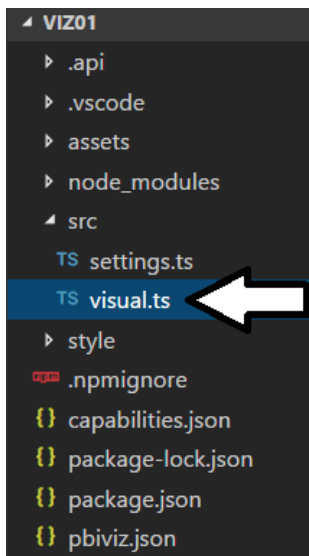 VIZ01
.api
.vscode
assets
node_modules
src
TS settings.ts
TS visual.ts
style
npm .npmignore
{} capabilities.json
{} package-lock.json
{} package.json
{} pbiviz.json